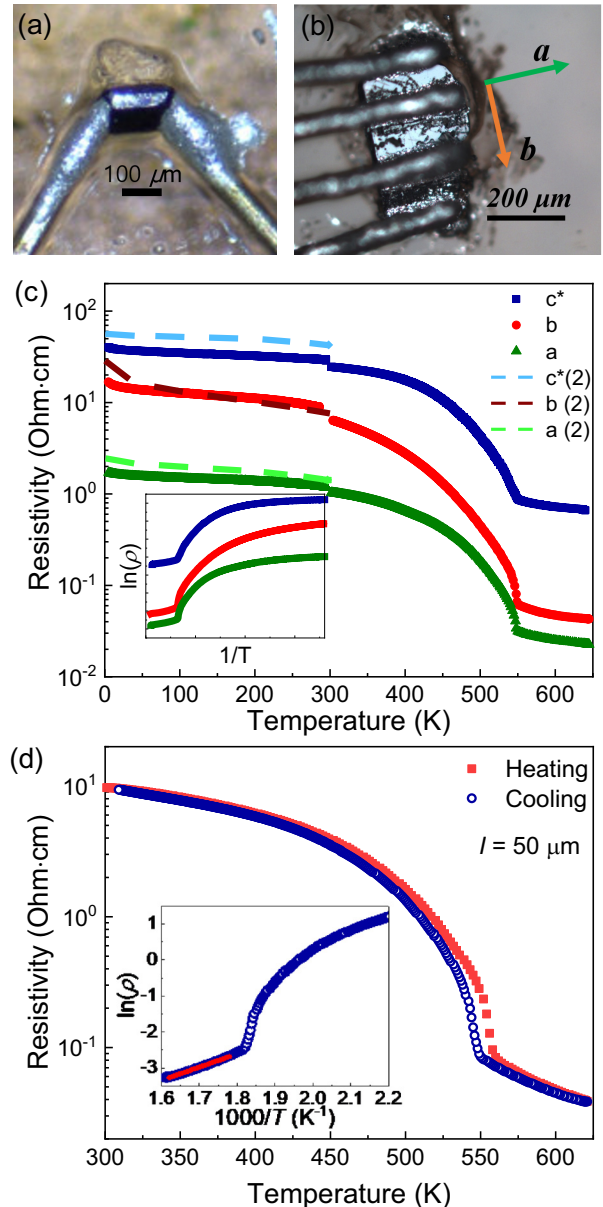 (a)
100 μm
(b)
a
b
200 μm
(c)
Resistivity (Ohm·cm)
10²
10¹
10⁰
10⁻¹
10⁻²
c*
b
a
c*(2)
b (2)
a (2)
ln(ρ)
1/T
0 100 200 300 400 500 600
Temperature (K)
(d)
Resistivity (Ohm·cm)
10¹
10⁰
10⁻¹
Heating
Cooling
l = 50 μm
ln(ρ)
1
0
-1
-2
-3
1.6 1.7 1.8 1.9 2.0 2.1 2.2
1000/T (K⁻¹)
300 350 400 450 500 550 600
Temperature (K)